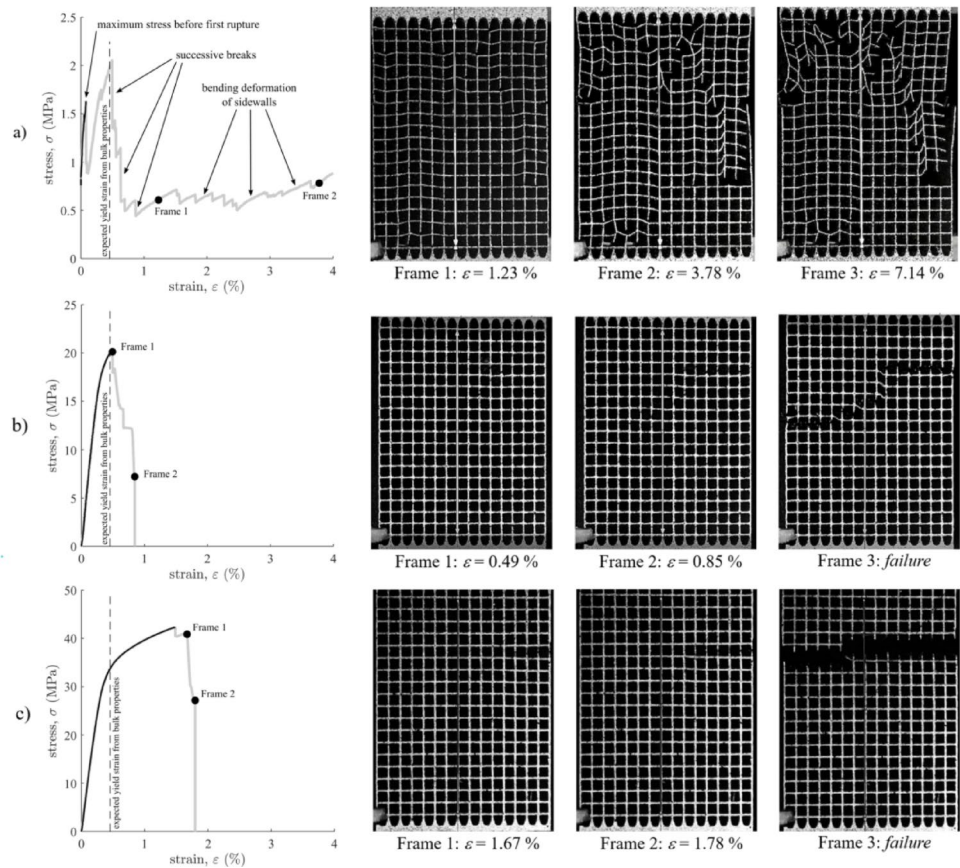 a)
stress, σ (MPa)
2.5
2
1.5
1
0.5
0
maximum stress before first rupture
successive breaks
bending deformation
of sidewalls
expected yield strain from bulk properties
Frame 1
Frame 2
0 1 2 3 4
strain, ε (%)
Frame 1: ε = 1.23 %
Frame 2: ε = 3.78 %
Frame 3: ε = 7.14 %
b)
stress, σ (MPa)
25
20
15
10
5
0
Frame 1
expected yield strain from bulk properties
Frame 2
0 1 2 3 4
strain, ε (%)
Frame 1: ε = 0.49 %
Frame 2: ε = 0.85 %
Frame 3: failure
c)
stress, σ (MPa)
50
40
30
20
10
0
Frame 1
expected yield strain from bulk properties
Frame 2
0 1 2 3 4
strain, ε (%)
Frame 1: ε = 1.67 %
Frame 2: ε = 1.78 %
Frame 3: failure